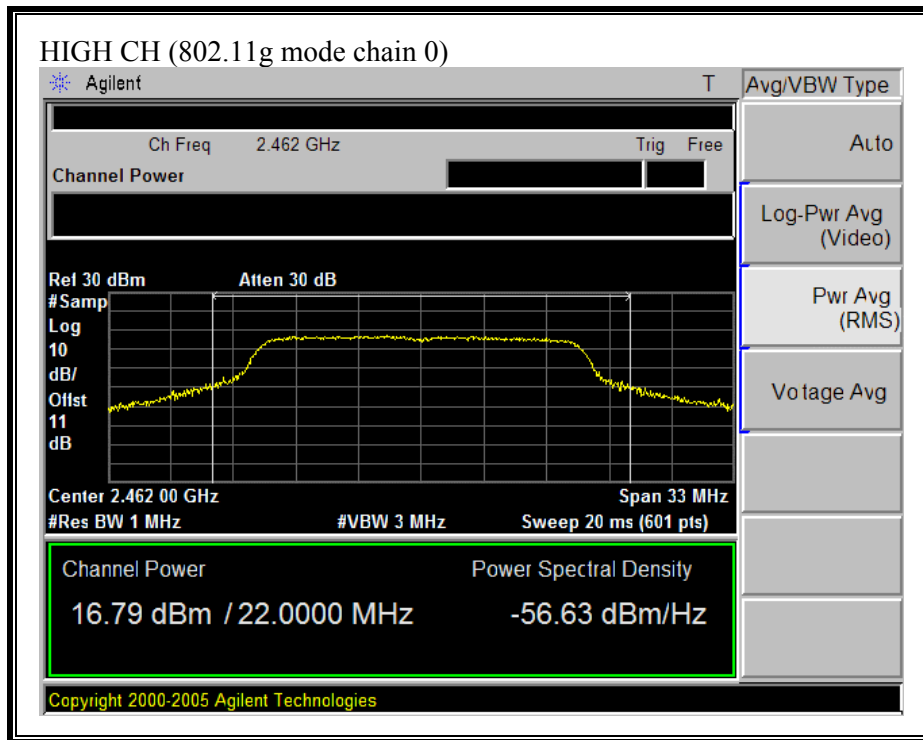 HIGH CH (802.11g mode chain 0)
Agilent T
Avg/VBW Type
Ch Freq 2.462 GHz Trig Free
Channel Power
Auto
Log-Pwr Avg
(Video)
Pwr Avg
(RMS)
Votage Avg
Ref 30 dBm Atten 30 dB
#Samp
Log
10
dB/
Offst
11
dB
Center 2.462 00 GHz Span 33 MHz
#Res BW 1 MHz #VBW 3 MHz Sweep 20 ms (601 pts)
Channel Power Power Spectral Density
16.79 dBm / 22.0000 MHz -56.63 dBm/Hz
Copyright 2000-2005 Agilent Technologies